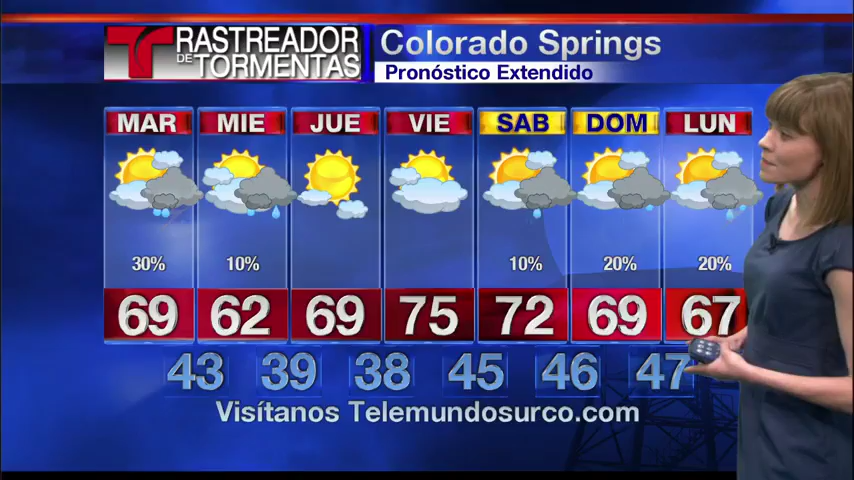 RASTREADOR
DE TORMENTAS
Colorado Springs
Pronóstico Extendido
MAR MIE JUE VIE SAB DOM LUN
30% 10% 10% 20% 20%
69 62 69 75 72 69 67
43 39 38 45 46 47
Visítanos Telemundosurco.com